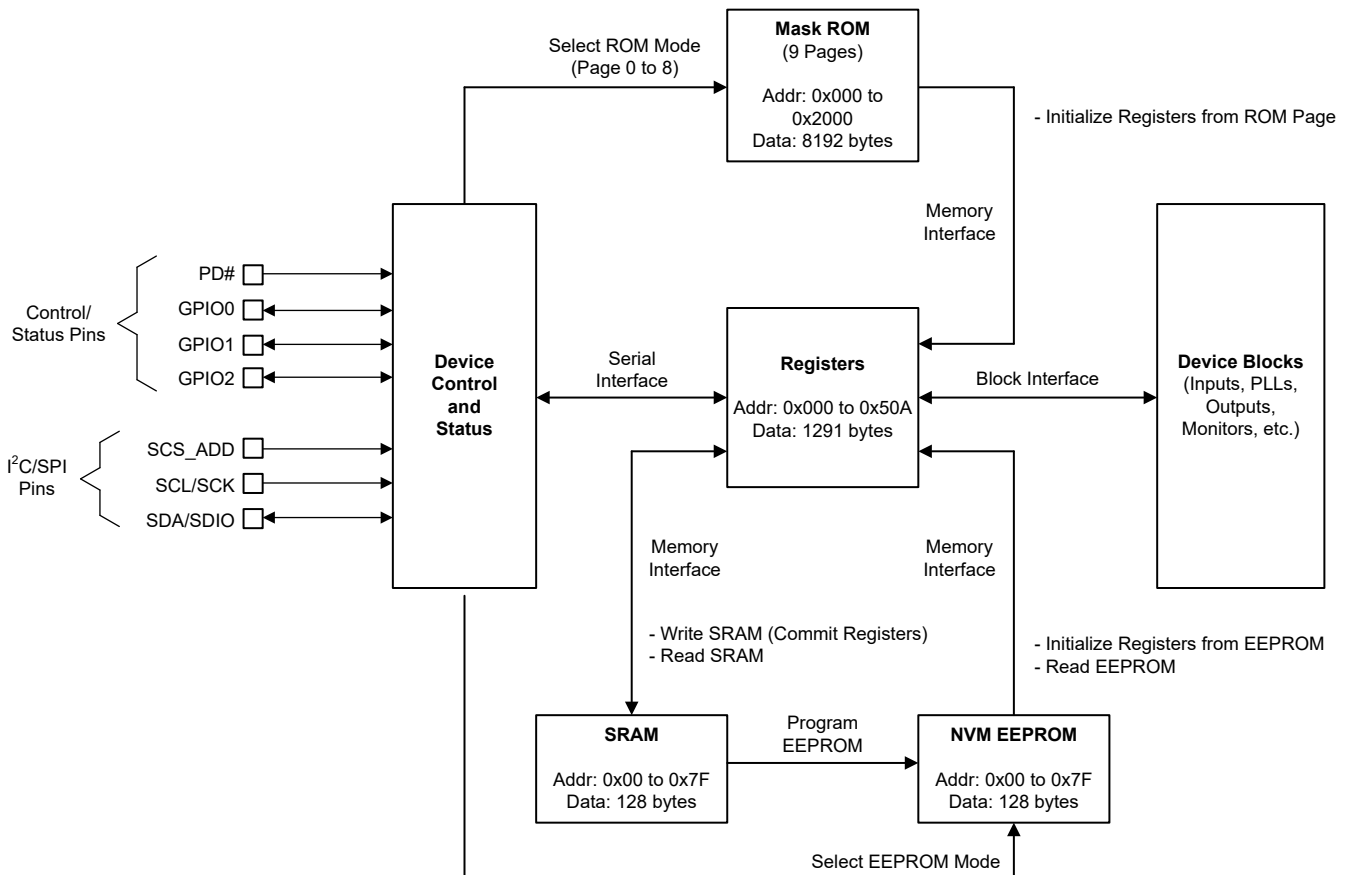 Mask ROM
(9 Pages)
Addr: 0x000 to
0x2000
Data: 8192 bytes
Select ROM Mode
(Page 0 to 8)
- Initialize Registers from ROM Page
Memory
Interface
Control/
Status Pins
PD#
GPIO0
GPIO1
GPIO2
I²C/SPI
Pins
SCS_ADD
SCL/SCK
SDA/SDIO
Device
Control
and
Status
Serial
Interface
Registers
Addr: 0x000 to 0x50A
Data: 1291 bytes
Block Interface
Device Blocks
(Inputs, PLLs,
Outputs,
Monitors, etc.)
Memory
Interface
Memory
Interface
- Write SRAM (Commit Registers)
- Read SRAM
- Initialize Registers from EEPROM
- Read EEPROM
SRAM
Addr: 0x00 to 0x7F
Data: 128 bytes
Program
EEPROM
NVM EEPROM
Addr: 0x00 to 0x7F
Data: 128 bytes
Select EEPROM Mode